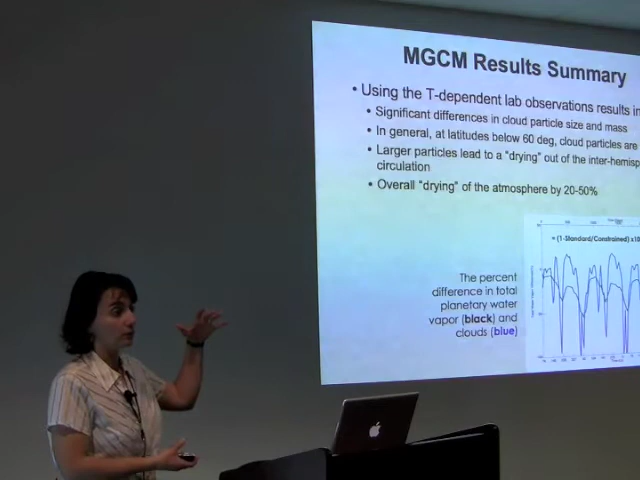 MGCM Results Summary
• Using the T-dependent lab observations results in
• Significant differences in cloud particle size and mass
• In general, at latitudes below 60 deg, cloud particles are
• Larger particles lead to a "drying" out of the inter-hemisp
circulation
• Overall "drying" of the atmosphere by 20-50%
= (1-Standard/Constrained) x10
The percent
difference in total
planetary water
vapor (black) and
clouds (blue)